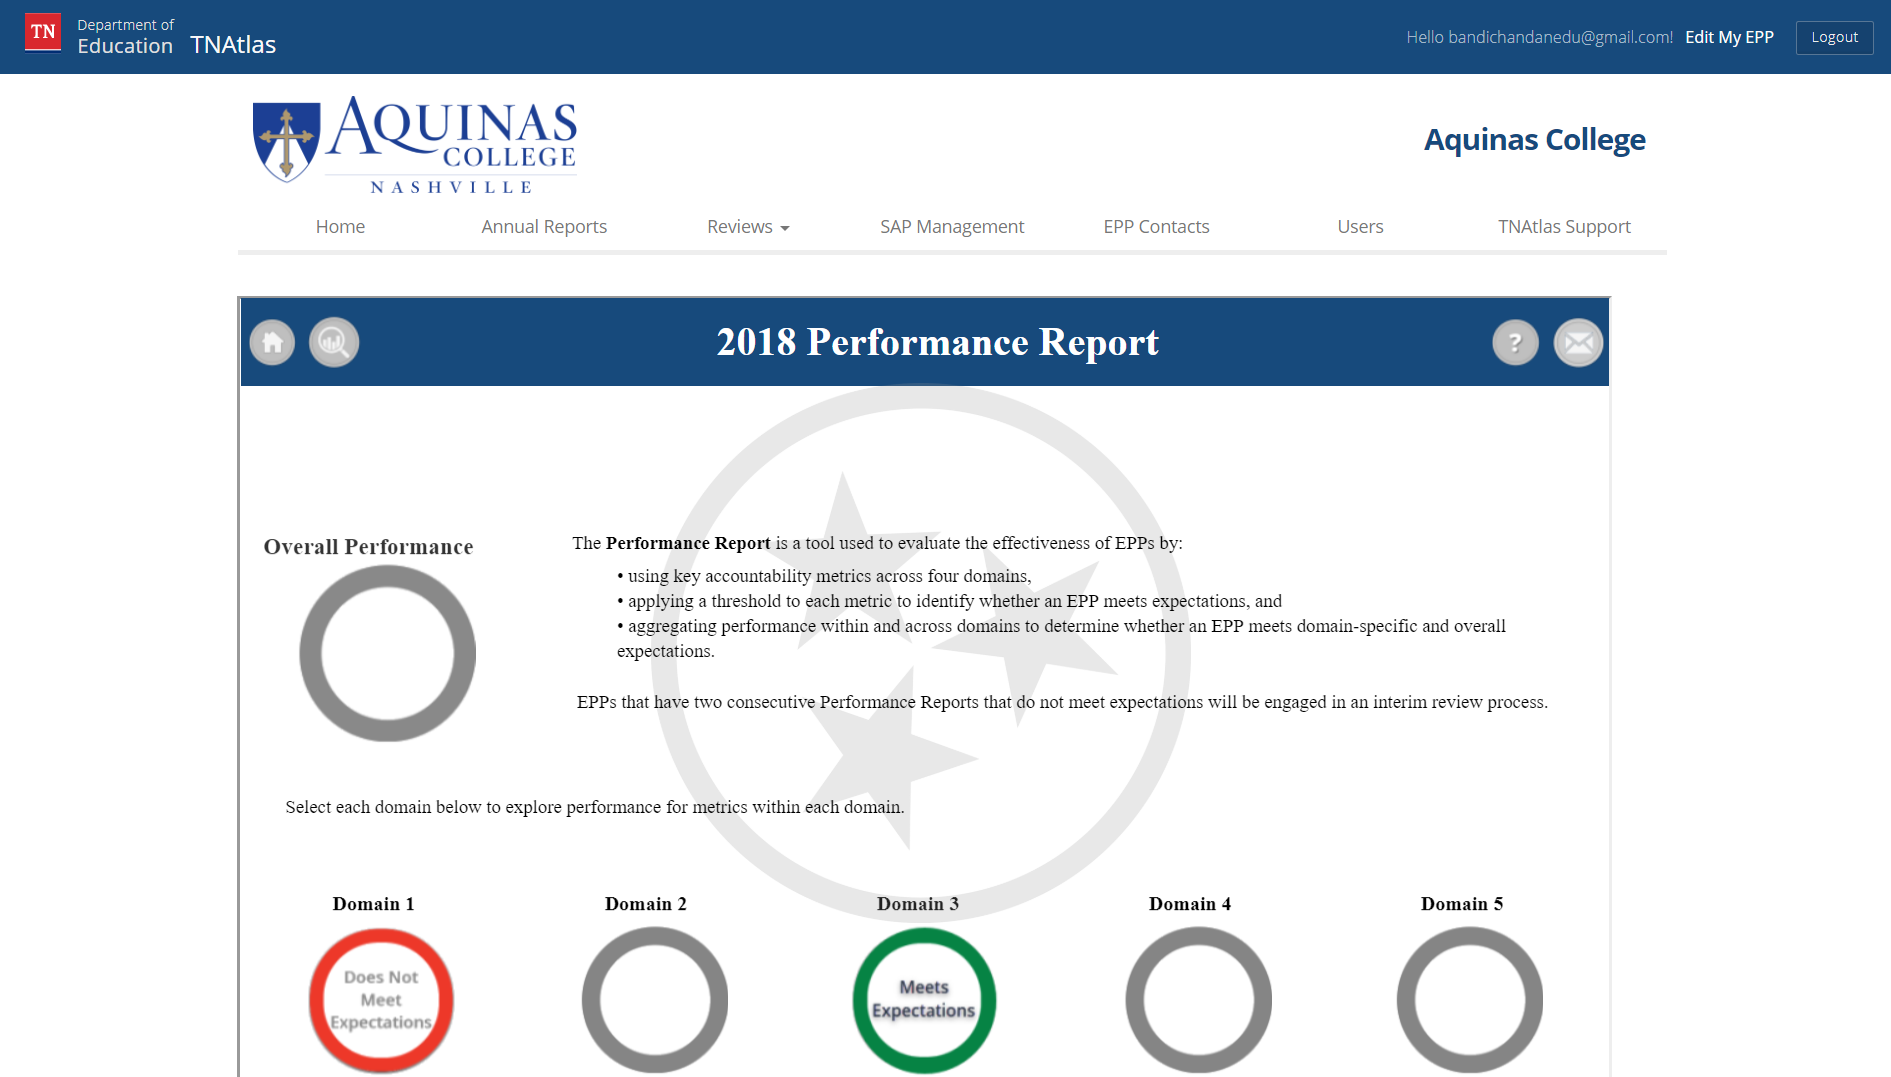 TN Department of Education TNAtlas
Hello bandichandanedu@gmail.com! Edit My EPP Logout
AQUINAS
COLLEGE
NASHVILLE
Aquinas College
Home Annual Reports Reviews SAP Management EPP Contacts Users TNAtlas Support
2018 Performance Report
?
Overall Performance
The Performance Report is a tool used to evaluate the effectiveness of EPPs by:
• using key accountability metrics across four domains,
• applying a threshold to each metric to identify whether an EPP meets expectations, and
• aggregating performance within and across domains to determine whether an EPP meets domain-specific and overall
expectations.
EPPs that have two consecutive Performance Reports that do not meet expectations will be engaged in an interim review process.
Select each domain below to explore performance for metrics within each domain.
Domain 1 Domain 2 Domain 3 Domain 4 Domain 5
Does Not
Meet
Expectations
Meets
Expectations